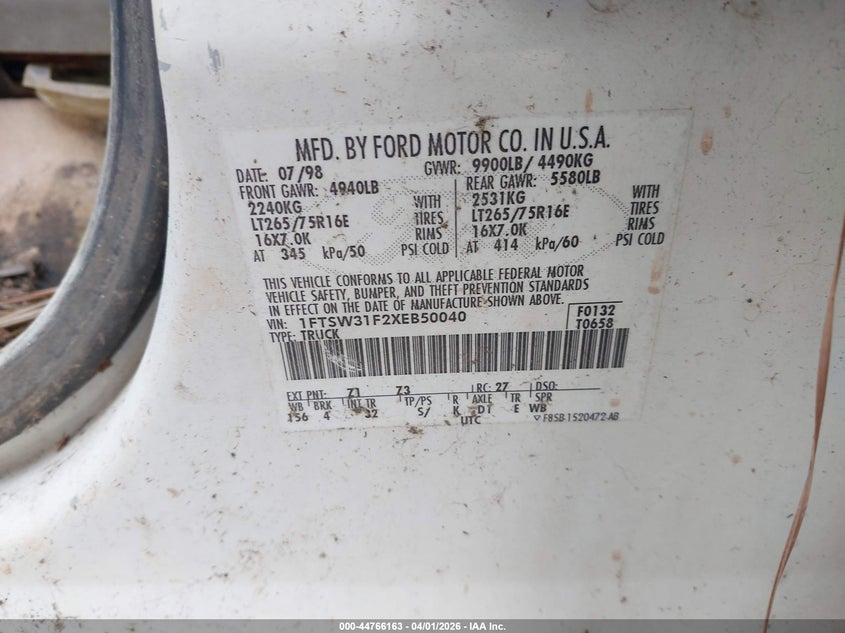 MFD. BY FORD MOTOR CO. IN U.S.A.
DATE: 07/98 GVWR: 9900LB/ 4490KG
FRONT GAWR: 4940LB REAR GAWR: 5580LB
2240KG WITH 2531KG WITH
LT265/75R16E TIRES LT265/75R16E TIRES
16X7.0K RIMS 16X7.0K RIMS
AT 345 kPa/50 PSI COLD AT 414 kPa/60 PSI COLD
THIS VEHICLE CONFORMS TO ALL APPLICABLE FEDERAL MOTOR
VEHICLE SAFETY, BUMPER, AND THEFT PREVENTION STANDARDS
IN EFFECT ON THE DATE OF MANUFACTURE SHOWN ABOVE.
VIN: 1FTSW31F2XEB50040 F0132
TYPE: TRUCK T0658
EXT PNT: Z1 Z3 RC: 27 DSO:
WB BRK INT TR TP/PS R AXLE TR SPR
156 4 32 S/ K DT E WB
UTC F85B-1520472-AB
000-44766163 - 04/01/2026 - IAA Inc.